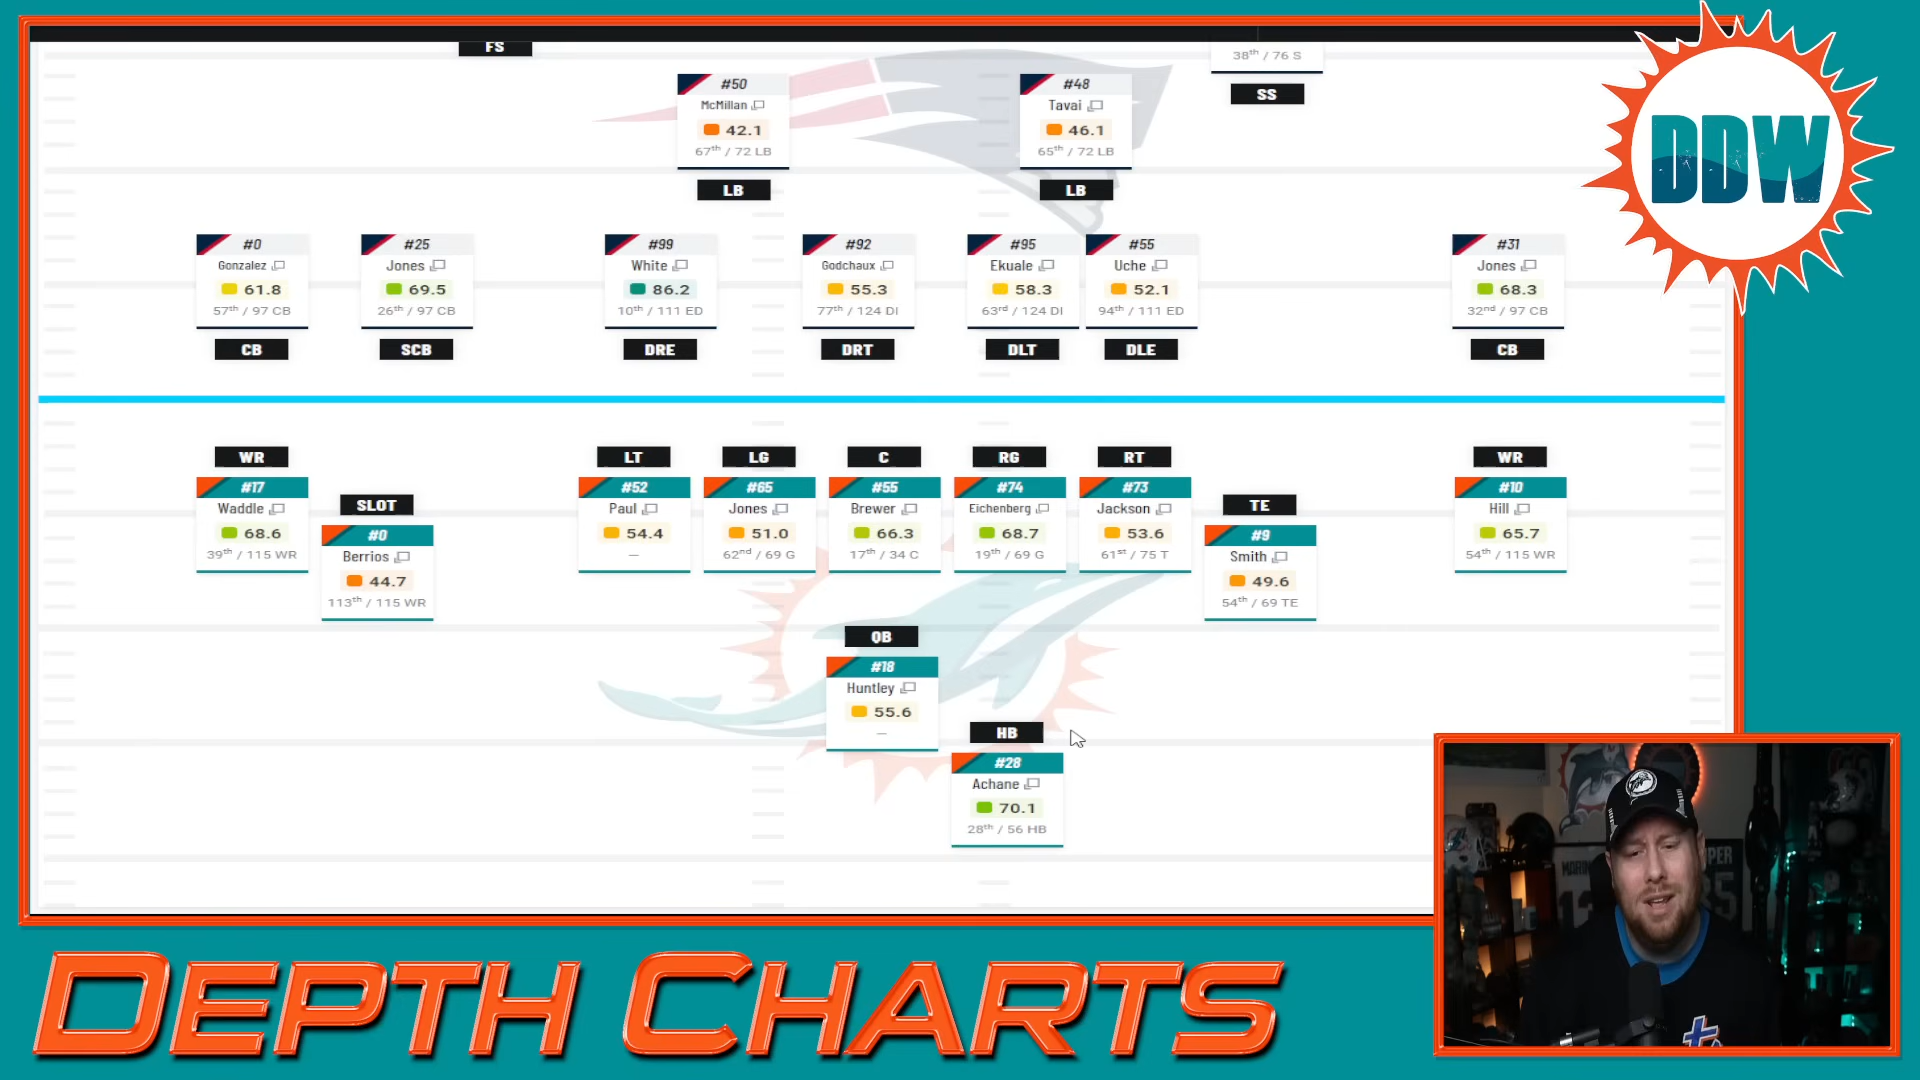 FS
38th / 76 S
SS
#50
McMillan
42.1
67th / 72 LB
LB
#48
Tavai
46.1
65th / 72 LB
LB
DDW
#0
Gonzalez
61.8
57th / 97 CB
CB
#25
Jones
69.5
26th / 97 CB
SCB
#99
White
86.2
10th / 111 ED
DRE
#92
Godchaux
55.3
77th / 124 DI
DRT
#95
Ekuale
58.3
63rd / 124 DI
DLT
#55
Uche
52.1
94th / 111 ED
DLE
#31
Jones
68.3
32nd / 97 CB
CB
WR
#17
Waddle
68.6
39th / 115 WR
SLOT
#0
Berrios
44.7
113th / 115 WR
LT
#52
Paul
54.4
—
LG
#65
Jones
51.0
62nd / 69 G
C
#55
Brewer
66.3
17th / 34 C
RG
#74
Eichenberg
68.7
19th / 69 G
RT
#73
Jackson
53.6
61st / 75 T
TE
#9
Smith
49.6
54th / 69 TE
WR
#10
Hill
65.7
54th / 115 WR
QB
#18
Huntley
55.6
—
HB
#28
Achane
70.1
28th / 56 HB
DEPTH CHARTS